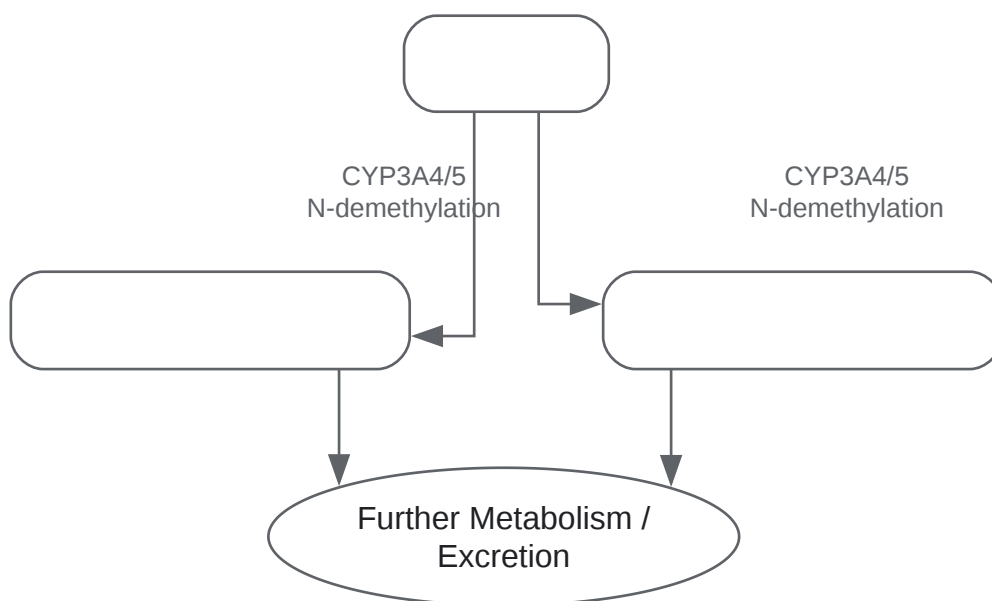 CYP3A4/5
N-demethylation
CYP3A4/5
N-demethylation
Further Metabolism /
Excretion